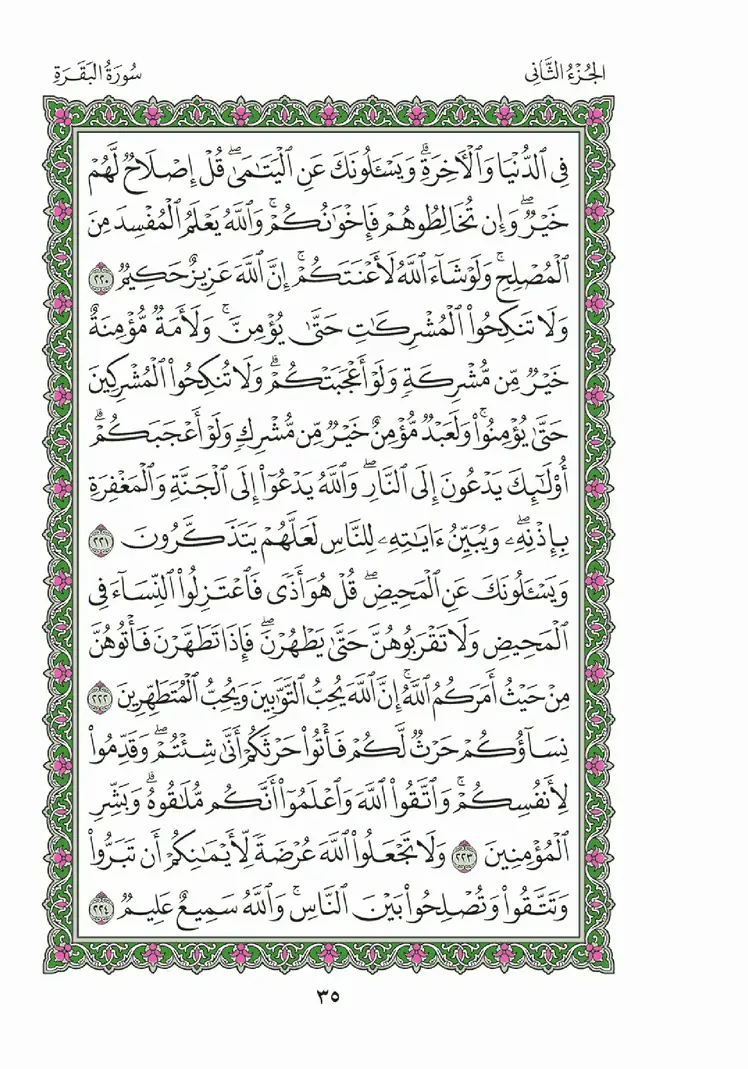 الجُزْءُ الثَّانِي
سُورَةُ البَقَرَةِ
فِي ٱلدُّنۡيَا وَٱلۡأٓخِرَةِۗ وَيَسۡـَٔلُونَكَ عَنِ ٱلۡيَتَٰمَىٰۖ قُلۡ إِصۡلَاحٞ لَّهُمۡ
خَيۡرٞۖ وَإِن تُخَالِطُوهُمۡ فَإِخۡوَٰنُكُمۡۚ وَٱللَّهُ يَعۡلَمُ ٱلۡمُفۡسِدَ مِنَ
ٱلۡمُصۡلِحِۚ وَلَوۡ شَآءَ ٱللَّهُ لَأَعۡنَتَكُمۡۚ إِنَّ ٱللَّهَ عَزِيزٌ حَكِيمٞ ٢٢٠
وَلَا تَنكِحُواْ ٱلۡمُشۡرِكَٰتِ حَتَّىٰ يُؤۡمِنَّۚ وَلَأَمَةٞ مُّؤۡمِنَةٌ
خَيۡرٞ مِّن مُّشۡرِكَةٖ وَلَوۡ أَعۡجَبَتۡكُمۡۗ وَلَا تُنكِحُواْ ٱلۡمُشۡرِكِينَ
حَتَّىٰ يُؤۡمِنُواْۚ وَلَعَبۡدٞ مُّؤۡمِنٌ خَيۡرٞ مِّن مُّشۡرِكٖ وَلَوۡ أَعۡجَبَكُمۡۗ
أُوْلَٰٓئِكَ يَدۡعُونَ إِلَى ٱلنَّارِۖ وَٱللَّهُ يَدۡعُوٓاْ إِلَى ٱلۡجَنَّةِ وَٱلۡمَغۡفِرَةِ
بِإِذۡنِهِۦۖ وَيُبَيِّنُ ءَايَٰتِهِۦ لِلنَّاسِ لَعَلَّهُمۡ يَتَذَكَّرُونَ ٢٢١
وَيَسۡـَٔلُونَكَ عَنِ ٱلۡمَحِيضِۖ قُلۡ هُوَ أَذٗى فَٱعۡتَزِلُواْ ٱلنِّسَآءَ فِي
ٱلۡمَحِيضِ وَلَا تَقۡرَبُوهُنَّ حَتَّىٰ يَطۡهُرۡنَۖ فَإِذَا تَطَهَّرۡنَ فَأۡتُوهُنَّ
مِنۡ حَيۡثُ أَمَرَكُمُ ٱللَّهُۚ إِنَّ ٱللَّهَ يُحِبُّ ٱلتَّوَّٰبِينَ وَيُحِبُّ ٱلۡمُتَطَهِّرِينَ ٢٢٢
نِسَآؤُكُمۡ حَرۡثٞ لَّكُمۡ فَأۡتُواْ حَرۡثَكُمۡ أَنَّىٰ شِئۡتُمۡۖ وَقَدِّمُواْ
لِأَنفُسِكُمۡۚ وَٱتَّقُواْ ٱللَّهَ وَٱعۡلَمُوٓاْ أَنَّكُم مُّلَٰقُوهُۗ وَبَشِّرِ
ٱلۡمُؤۡمِنِينَ ٢٢٣ وَلَا تَجۡعَلُواْ ٱللَّهَ عُرۡضَةٗ لِّأَيۡمَٰنِكُمۡ أَن تَبَرُّواْ
وَتَتَّقُواْ وَتُصۡلِحُواْ بَيۡنَ ٱلنَّاسِۚ وَٱللَّهُ سَمِيعٌ عَلِيمٞ ٢٢٤
٣٥